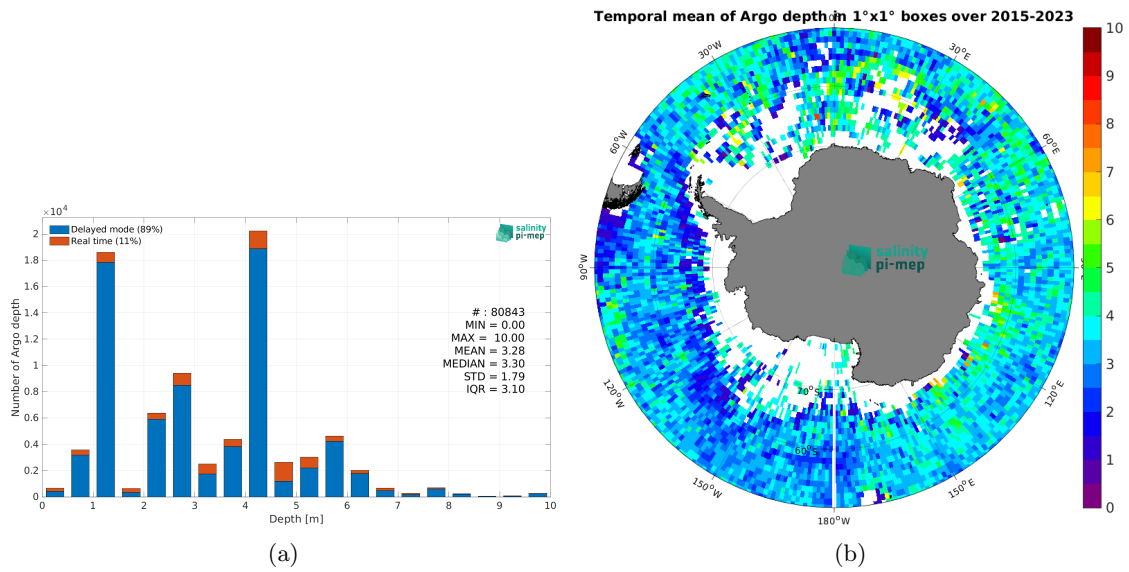 ×10⁴
2
1.8
1.6
1.4
1.2
1
0.8
0.6
0.4
0.2
0
Number of Argo depth
Delayed mode (89%)
Real time (11%)
salinity
pi-mep
# : 80843
MIN = 0.00
MAX = 10.00
MEAN = 3.28
MEDIAN = 3.30
STD = 1.79
IQR = 3.10
0 1 2 3 4 5 6 7 8 9 10
Depth [m]
(a)
Temporal mean of Argo depth in 1°x1° boxes over 2015-2023
30°W
30°E
60°W
60°E
90°W
salinity
pi-mep
120°W
120°E
70°S
60°S
150°W
150°E
180°W
10
9
8
7
6
5
4
3
2
1
0
(b)